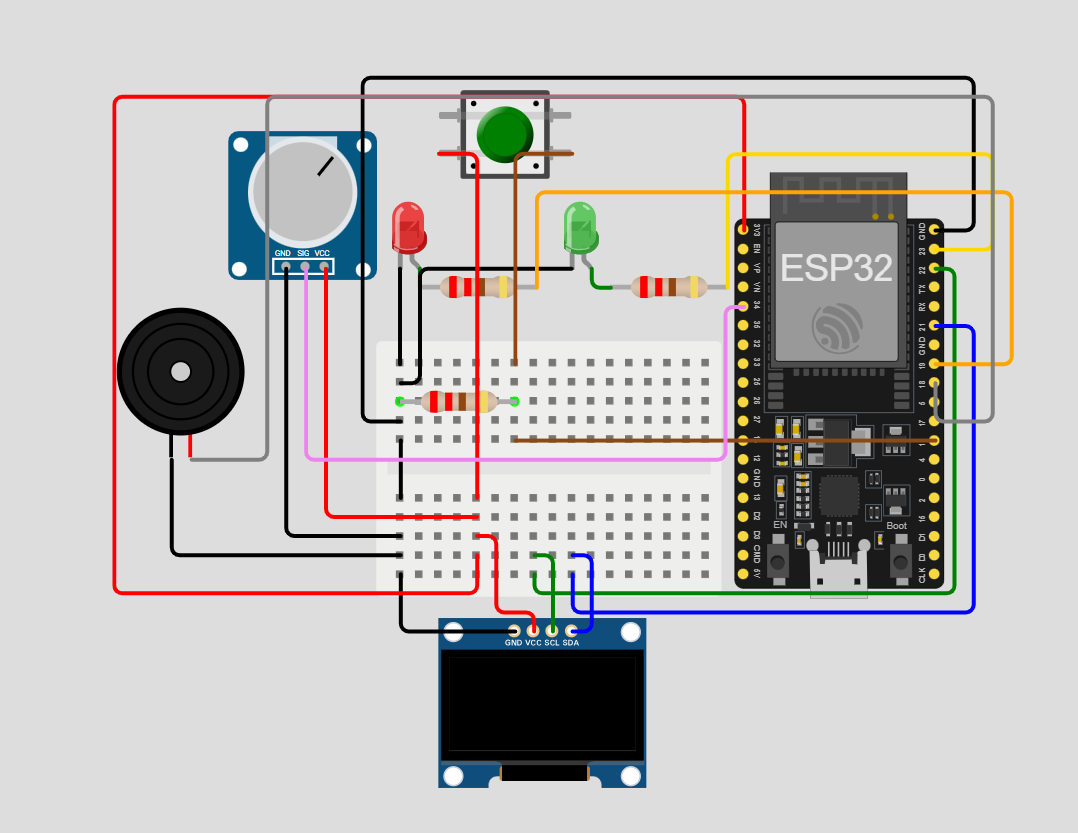 GND SIG VCC
ESP32
3V3
EN
VP
VN
34
35
32
33
25
26
27
12
GND
13
D2
D3
CMD
5V
GND
23
22
TX
RX
21
GND
19
18
5
17
4
0
2
15
D1
D0
CLK
EN
Boot
GND VCC SCL SDA